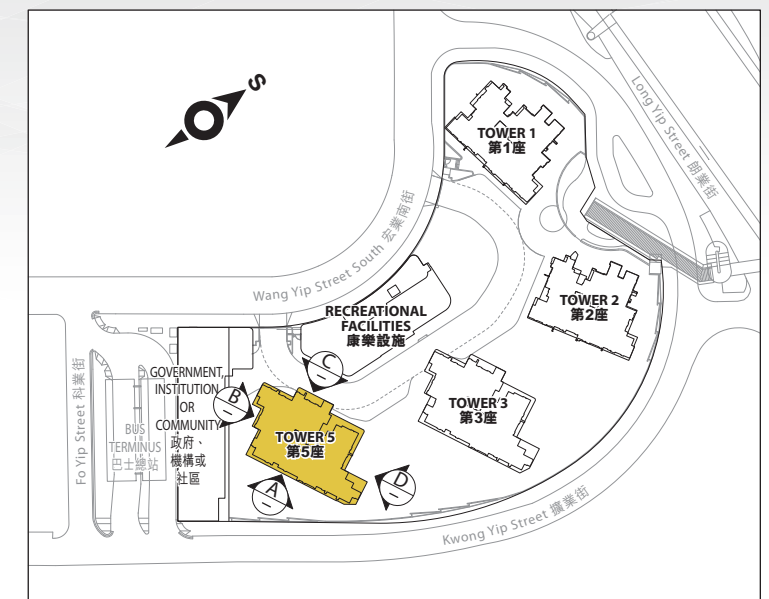 S
Long Yip Street 朗業街
TOWER 1
第1座
Wang Yip Street South 宏業南街
TOWER 2
第2座
RECREATIONAL
FACILITIES
康樂設施
C
GOVERNMENT,
INSTITUTION
OR
COMMUNITY
政府、
機構或
社區
B
TOWER 3
第3座
Fo Yip Street 科業街
BUS
TERMINUS
巴士總站
TOWER 5
第5座
A
D
Kwong Yip Street 擴業街